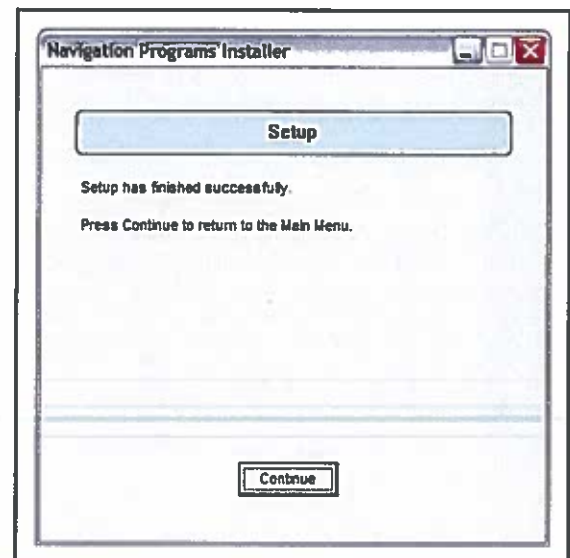 Navigation Programs Installer
Setup
Setup has finished successfully.
Press Continue to return to the Main Menu.
Continue